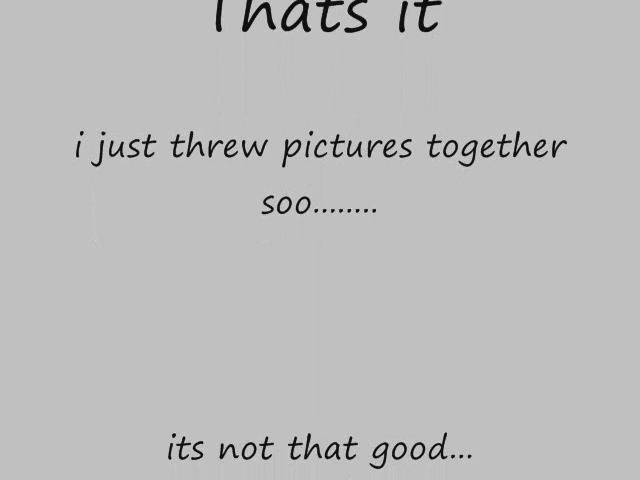 Thats it
i just threw pictures together
soo........
its not that good...